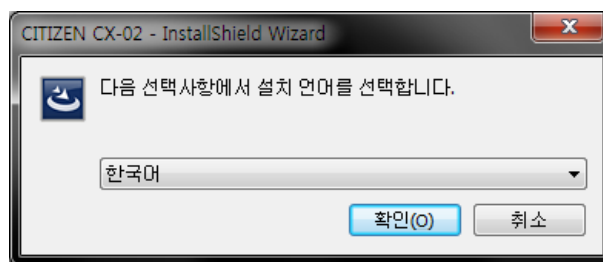 CITIZEN CX-02 - InstallShield Wizard
다음 선택사항에서 설치 언어를 선택합니다.
한국어
확인(O) 취소